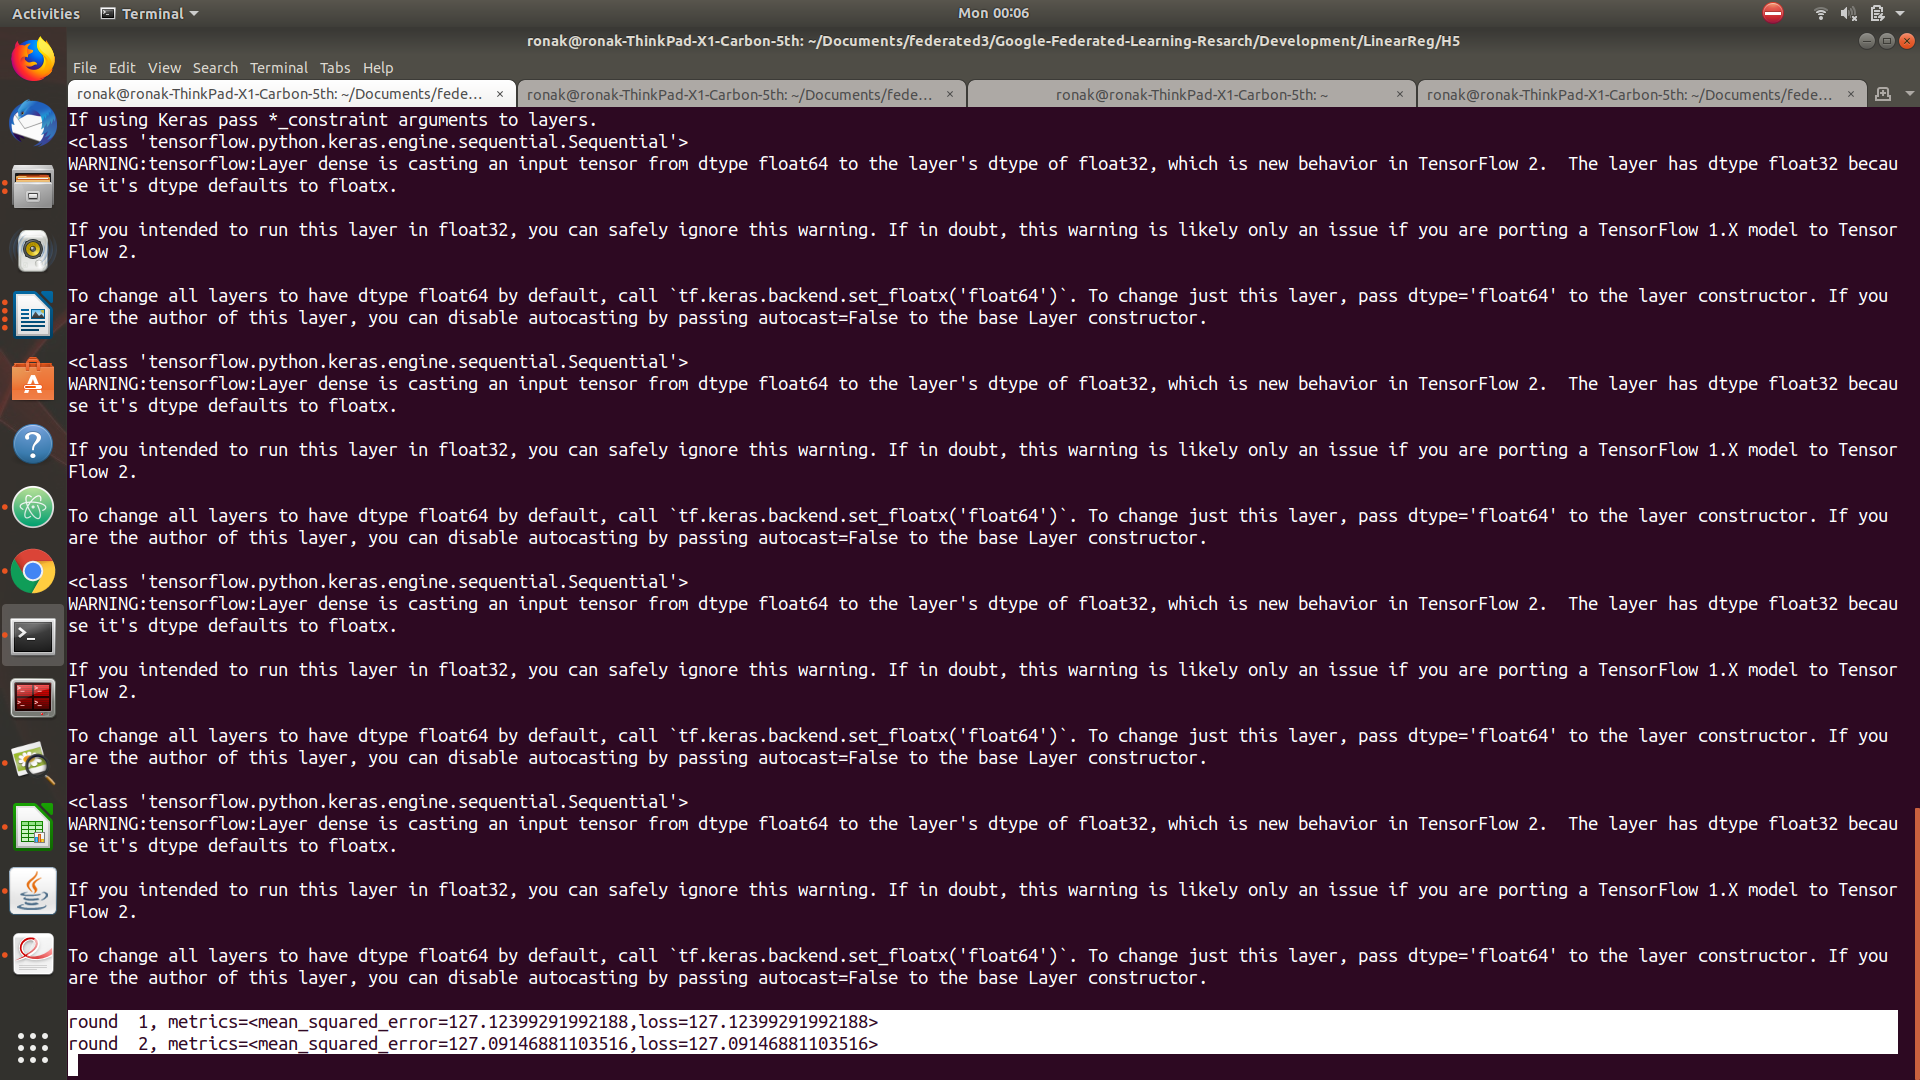 Activities Terminal Mon 00:06
ronak@ronak-ThinkPad-X1-Carbon-5th: ~/Documents/federated3/Google-Federated-Learning-Resarch/Development/LinearReg/H5
File Edit View Search Terminal Tabs Help
ronak@ronak-ThinkPad-X1-Carbon-5th: ~/Documents/fede... × ronak@ronak-ThinkPad-X1-Carbon-5th: ~/Documents/fede... × ronak@ronak-ThinkPad-X1-Carbon-5th: ~ × ronak@ronak-ThinkPad-X1-Carbon-5th: ~/Documents/fede... ×
If using Keras pass *_constraint arguments to layers.
<class 'tensorflow.python.keras.engine.sequential.Sequential'>
WARNING:tensorflow:Layer dense is casting an input tensor from dtype float64 to the layer's dtype of float32, which is new behavior in TensorFlow 2.  The layer has dtype float32 becau
se it's dtype defaults to floatx.
If you intended to run this layer in float32, you can safely ignore this warning. If in doubt, this warning is likely only an issue if you are porting a TensorFlow 1.X model to Tensor
Flow 2.
To change all layers to have dtype float64 by default, call `tf.keras.backend.set_floatx('float64')`. To change just this layer, pass dtype='float64' to the layer constructor. If you
are the author of this layer, you can disable autocasting by passing autocast=False to the base Layer constructor.
<class 'tensorflow.python.keras.engine.sequential.Sequential'>
WARNING:tensorflow:Layer dense is casting an input tensor from dtype float64 to the layer's dtype of float32, which is new behavior in TensorFlow 2.  The layer has dtype float32 becau
se it's dtype defaults to floatx.
If you intended to run this layer in float32, you can safely ignore this warning. If in doubt, this warning is likely only an issue if you are porting a TensorFlow 1.X model to Tensor
Flow 2.
To change all layers to have dtype float64 by default, call `tf.keras.backend.set_floatx('float64')`. To change just this layer, pass dtype='float64' to the layer constructor. If you
are the author of this layer, you can disable autocasting by passing autocast=False to the base Layer constructor.
<class 'tensorflow.python.keras.engine.sequential.Sequential'>
WARNING:tensorflow:Layer dense is casting an input tensor from dtype float64 to the layer's dtype of float32, which is new behavior in TensorFlow 2.  The layer has dtype float32 becau
se it's dtype defaults to floatx.
If you intended to run this layer in float32, you can safely ignore this warning. If in doubt, this warning is likely only an issue if you are porting a TensorFlow 1.X model to Tensor
Flow 2.
To change all layers to have dtype float64 by default, call `tf.keras.backend.set_floatx('float64')`. To change just this layer, pass dtype='float64' to the layer constructor. If you
are the author of this layer, you can disable autocasting by passing autocast=False to the base Layer constructor.
<class 'tensorflow.python.keras.engine.sequential.Sequential'>
WARNING:tensorflow:Layer dense is casting an input tensor from dtype float64 to the layer's dtype of float32, which is new behavior in TensorFlow 2.  The layer has dtype float32 becau
se it's dtype defaults to floatx.
If you intended to run this layer in float32, you can safely ignore this warning. If in doubt, this warning is likely only an issue if you are porting a TensorFlow 1.X model to Tensor
Flow 2.
To change all layers to have dtype float64 by default, call `tf.keras.backend.set_floatx('float64')`. To change just this layer, pass dtype='float64' to the layer constructor. If you
are the author of this layer, you can disable autocasting by passing autocast=False to the base Layer constructor.
round  1, metrics=<mean_squared_error=127.12399291992188,loss=127.12399291992188>
round  2, metrics=<mean_squared_error=127.09146881103516,loss=127.09146881103516>